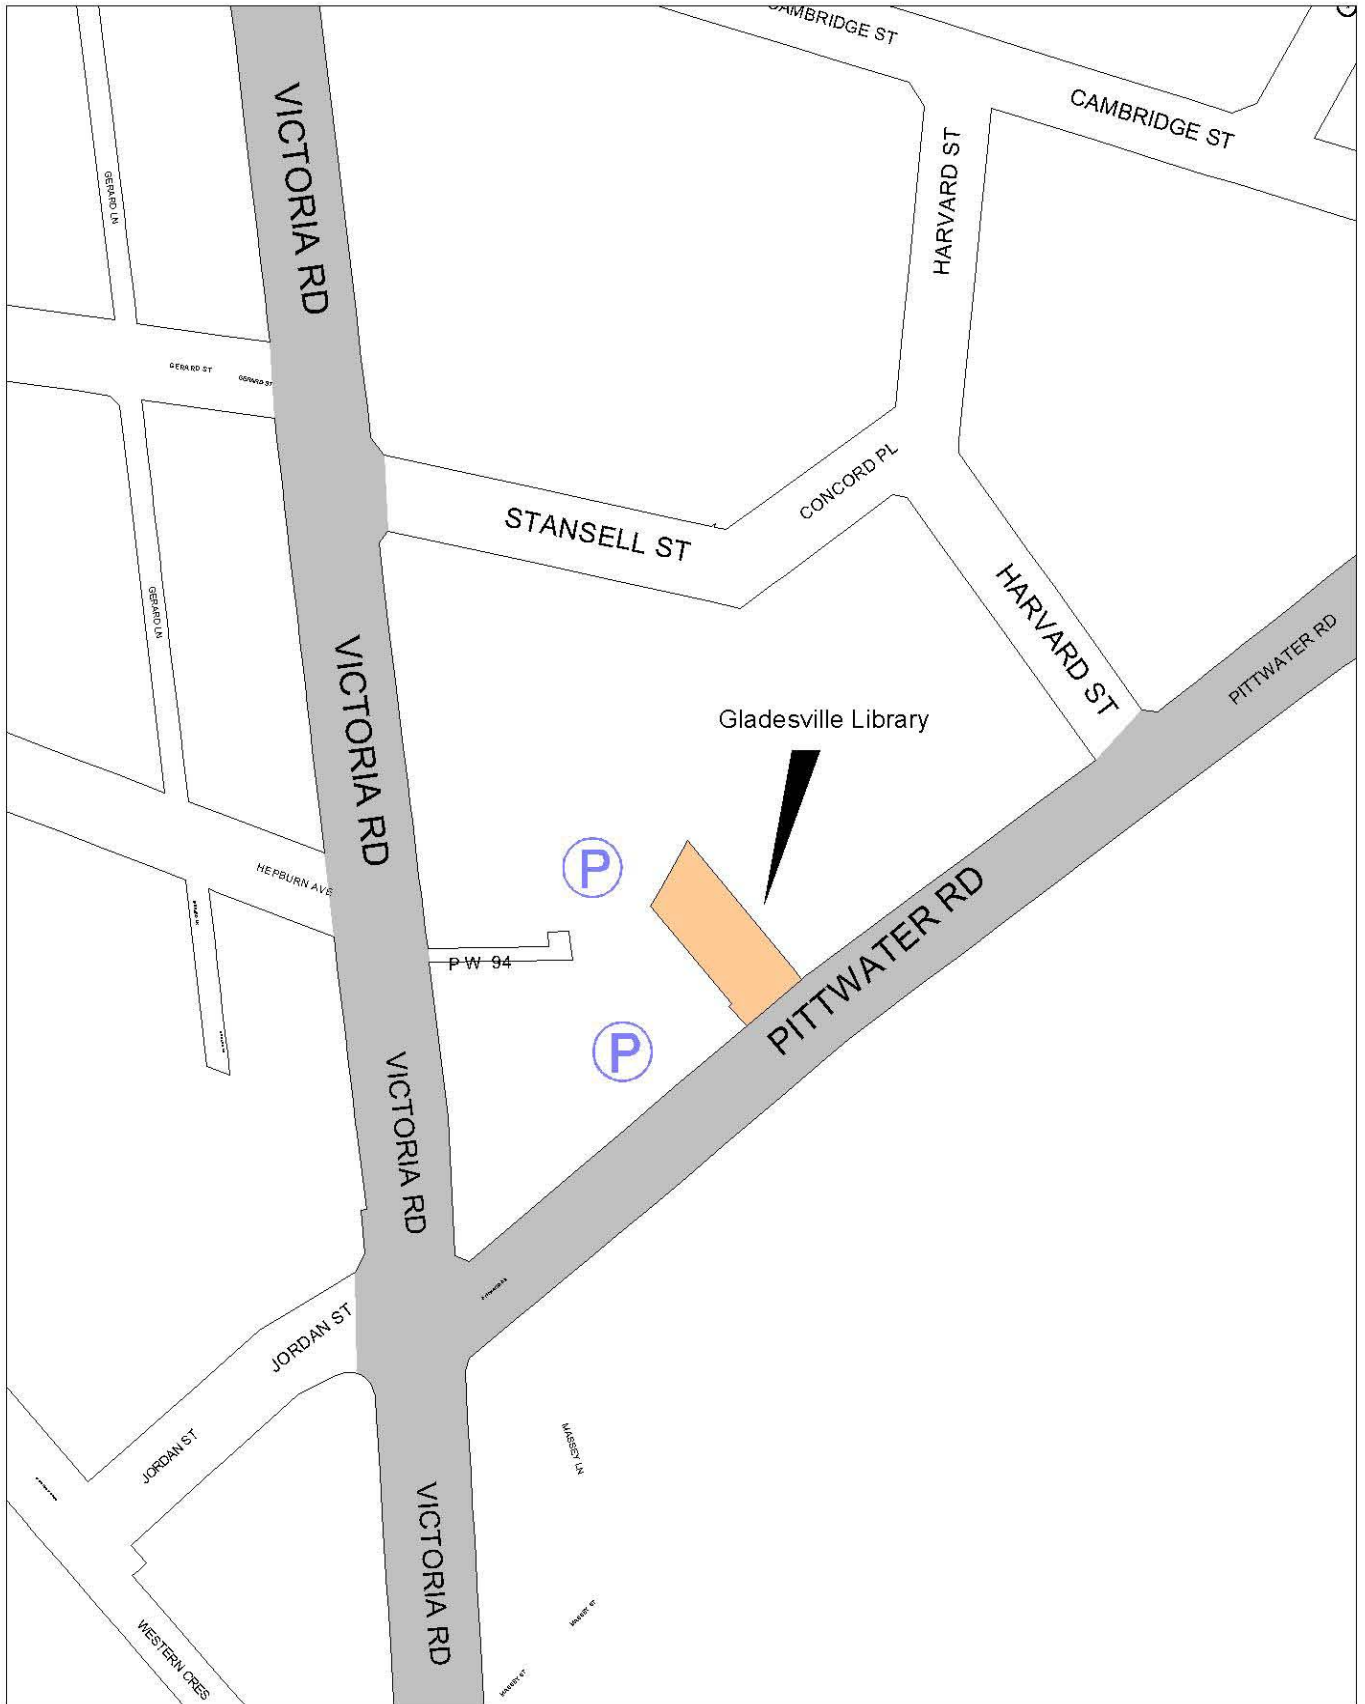 CAMBRIDGE ST
CAMBRIDGE ST
VICTORIA RD
HARVARD ST
GERARD LN
GERARD ST
GERARD ST
CONCORD PL
STANSELL ST
HARVARD ST
GERARD LN
PITTWATER RD
VICTORIA RD
Gladesville Library
P
HEPBURN AVE
PITTWATER RD
P W 94
P
VICTORIA RD
JORDAN ST
JORDAN ST
MASSEY LN
VICTORIA RD
MASSEY ST
WESTERN CRES
MASSEY ST